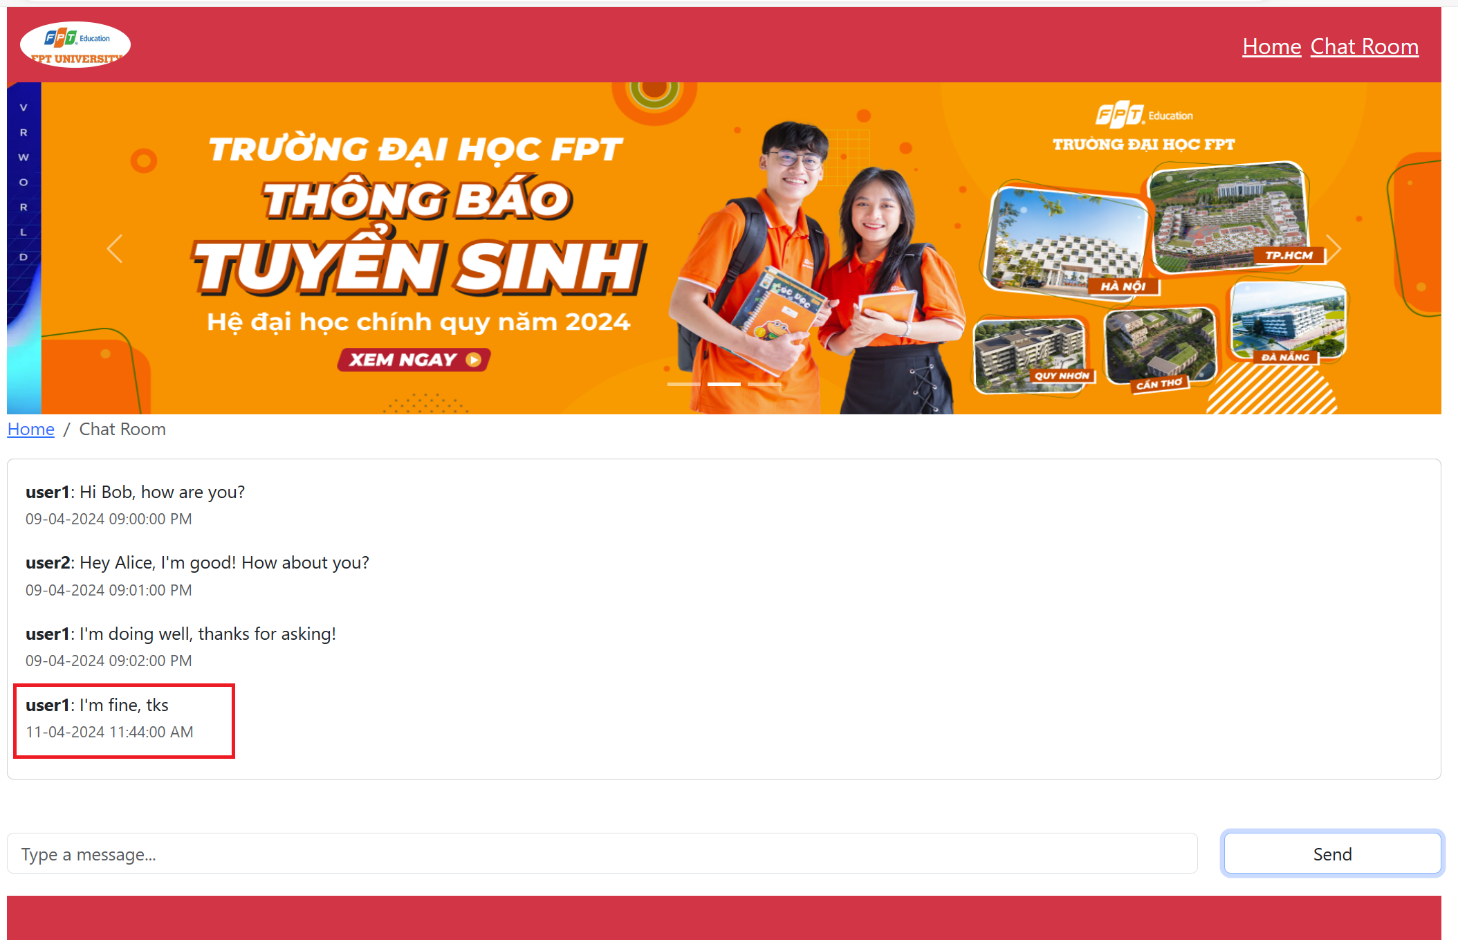 FPT Education
FPT UNIVERSITY
Home Chat Room
VR WORLD
TRƯỜNG ĐẠI HỌC FPT
THÔNG BÁO
TUYỂN SINH
Hệ đại học chính quy năm 2024
XEM NGAY
FPT Education
TRƯỜNG ĐẠI HỌC FPT
TP.HCM
HÀ NỘI
ĐÀ NẴNG
QUY NHƠN
CẦN THƠ
Home / Chat Room
user1: Hi Bob, how are you?
09-04-2024 09:00:00 PM
user2: Hey Alice, I'm good! How about you?
09-04-2024 09:01:00 PM
user1: I'm doing well, thanks for asking!
09-04-2024 09:02:00 PM
user1: I'm fine, tks
11-04-2024 11:44:00 AM
Type a message...
Send